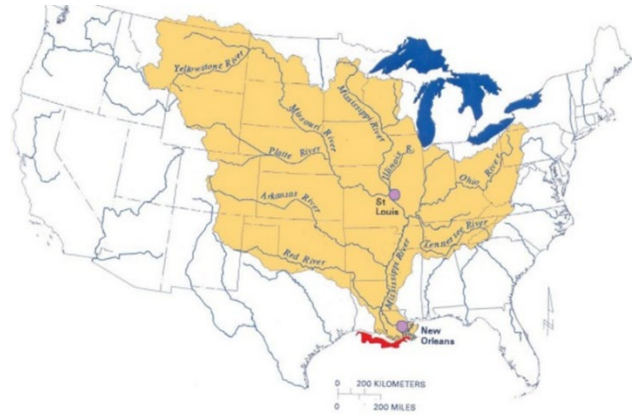 Yellowstone River
Missouri River
Mississippi River
Illinois R.
Platte River
Ohio River
St
Louis
Arkansas River
Tennessee River
Mississippi River
Red River
New
Orleans
0 200 KILOMETERS
0 200 MILES